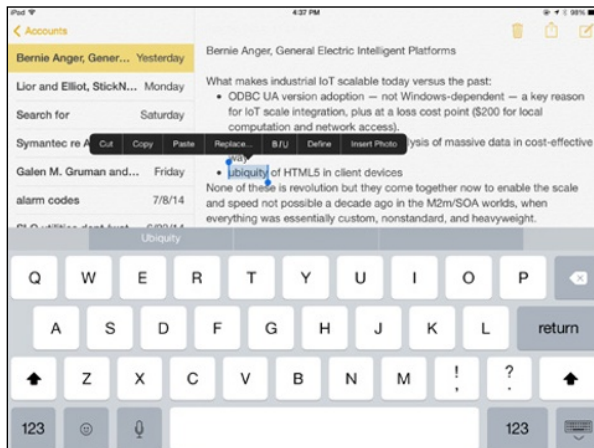 iPad
4:37 PM
98%
Accounts
Bernie Anger, Gener... Yesterday
Bernie Anger, General Electric Intelligent Platforms
Lior and Elliot, StickN... Monday
What makes industrial IoT scalable today versus the past:
Search for Saturday
• ODBC UA version adoption — not Windows-dependent — a key reason
for IoT scale integration, plus at a loss cost point ($200 for local
computation and network access).
Symantec re A
Cut Copy Paste Replace... B/U Define Insert Photo
lysis of massive data in cost-effective
way
Galen M. Gruman and... Friday
• ubiquity of HTML5 in client devices
alarm codes 7/8/14
None of these is revolution but they come together now to enable the scale
and speed not possible a decade ago in the M2m/SOA worlds, when
everything was essentially custom, nonstandard, and heavyweight.
Ubiquity
Q W E R T Y U I O P
A S D F G H J K L return
Z X C V B N M ! , ? .
123 123